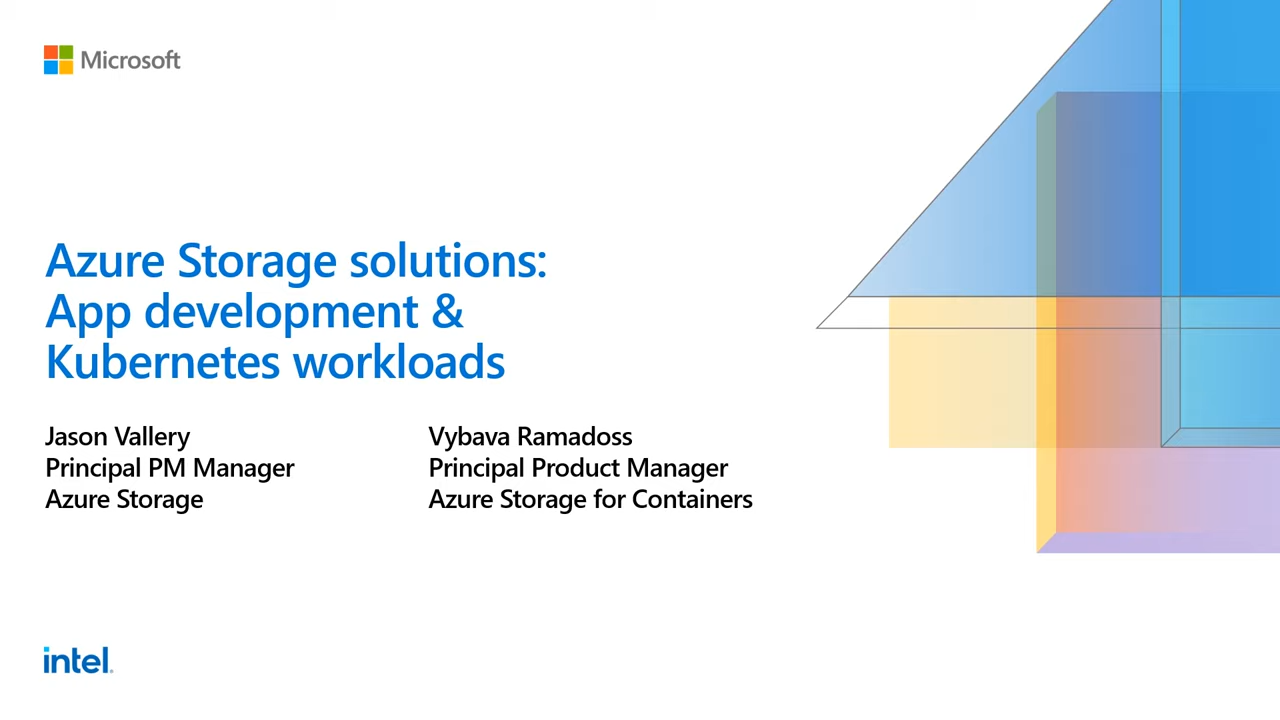 Microsoft
Azure Storage solutions:
App development &
Kubernetes workloads
Jason Vallery
Principal PM Manager
Azure Storage
Vybava Ramadoss
Principal Product Manager
Azure Storage for Containers
intel.